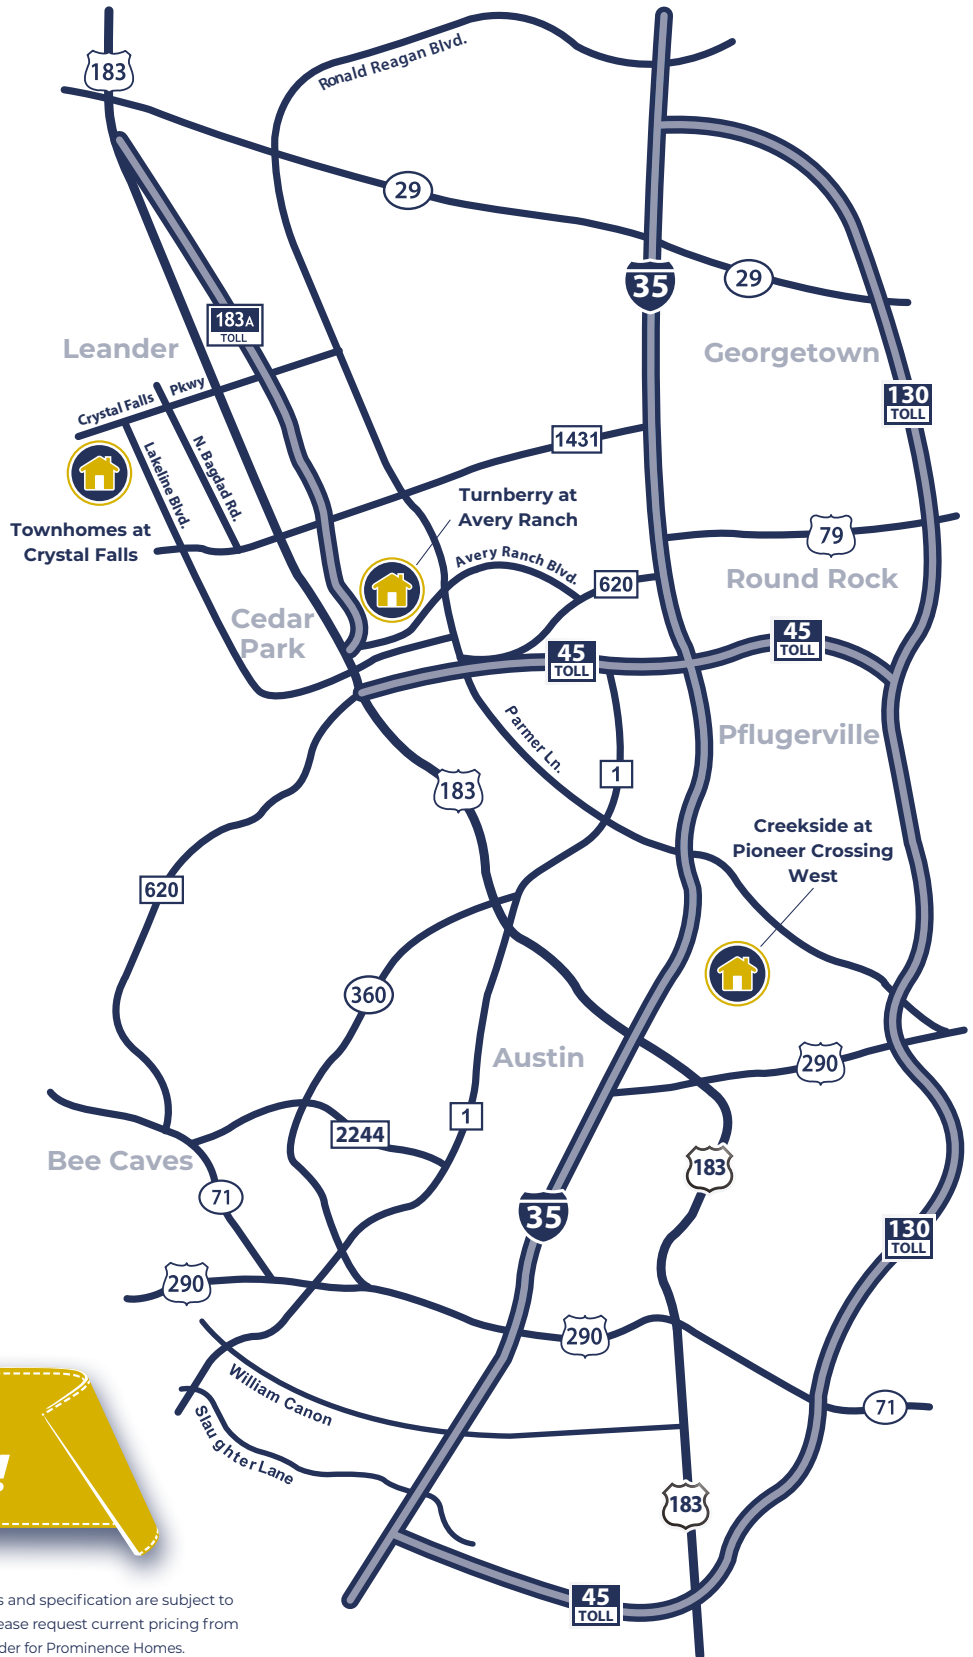 183
Ronald Reagan Blvd.
29
35
29
183A
TOLL
Leander
Georgetown
Crystal Falls Pkwy
130
TOLL
1431
Lakeline Blvd.
N. Bagdad Rd.
Turnberry at
Avery Ranch
Townhomes at
Crystal Falls
79
Avery Ranch Blvd.
620
Round Rock
Cedar
Park
45
TOLL
45
TOLL
Parmer Ln.
Pflugerville
1
183
Creekside at
Pioneer Crossing
West
620
360
Austin
290
1
2244
Bee Caves
183
71
35
130
TOLL
290
290
William Canon
71
Slaughter Lane
!
183
45
TOLL
and specification are subject to
request current pricing from
for Prominence Homes.